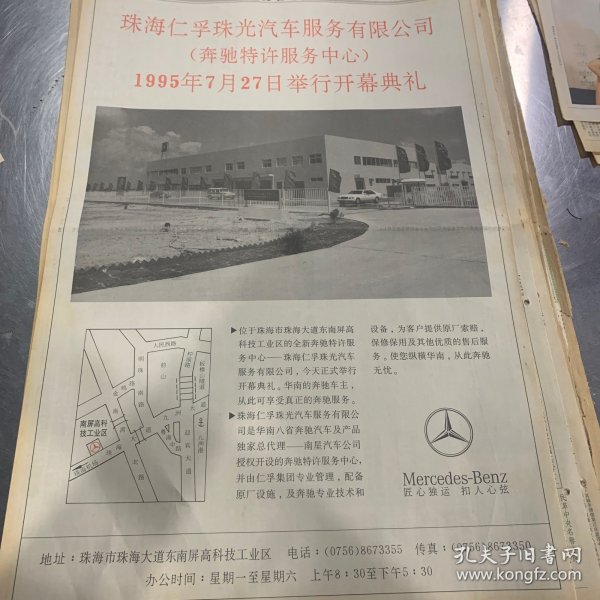 珠海仁孚珠光汽车服务有限公司
(奔驰特许服务中心)
1995年7月27日举行开幕典礼
▶位于珠海市珠海大道东南屏高
科技工业区的全新奔驰特许服
务中心——珠海仁孚珠光汽车
服务有限公司，今天正式举行
开幕典礼。华南的奔驰车主，
从此可享受真正的奔驰服务。
▶珠海仁孚珠光汽车服务有限公
司是华南八省奔驰汽车及产品
独家总代理——南星汽车公司
授权开设的奔驰特许服务中心，
并由仁孚集团专业管理，配备
原厂设施，及奔驰专业技术和
设备，为客户提供原厂索赔，
保修保用及其他优质的售后服
务。使您纵横华南，从此奔驰
无忧。
人民西路
南屏高科
技工业区
Mercedes-Benz
匠心独运 扣人心弦
地址：珠海市珠海大道东南屏高科技工业区 电话：(0756)8673355 传真：(0756)8673350
办公时间：星期一至星期六 上午8:30至下午5:30
孔夫子旧书网
www.kongfz.com